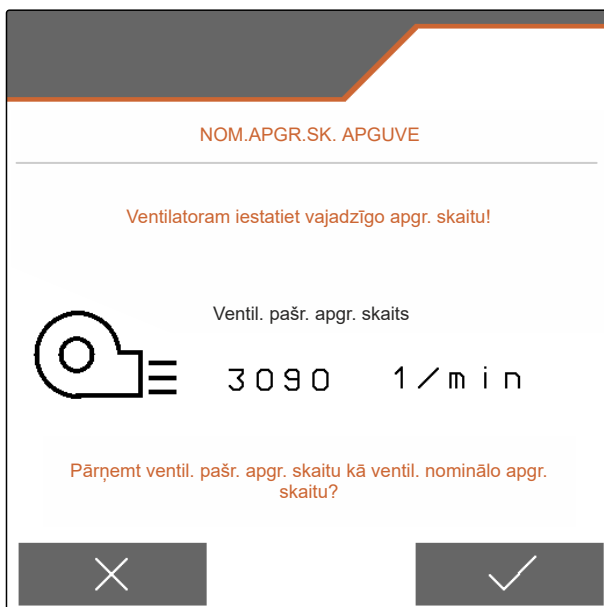 NOM.APGR.SK. APGUVE
Ventilatoram iestatiet vajadzīgo apgr. skaitu!
Ventil. pašr. apgr. skaits
3090 1/min
Pārņemt ventil. pašr. apgr. skaitu kā ventil. nominālo apgr.
skaitu?